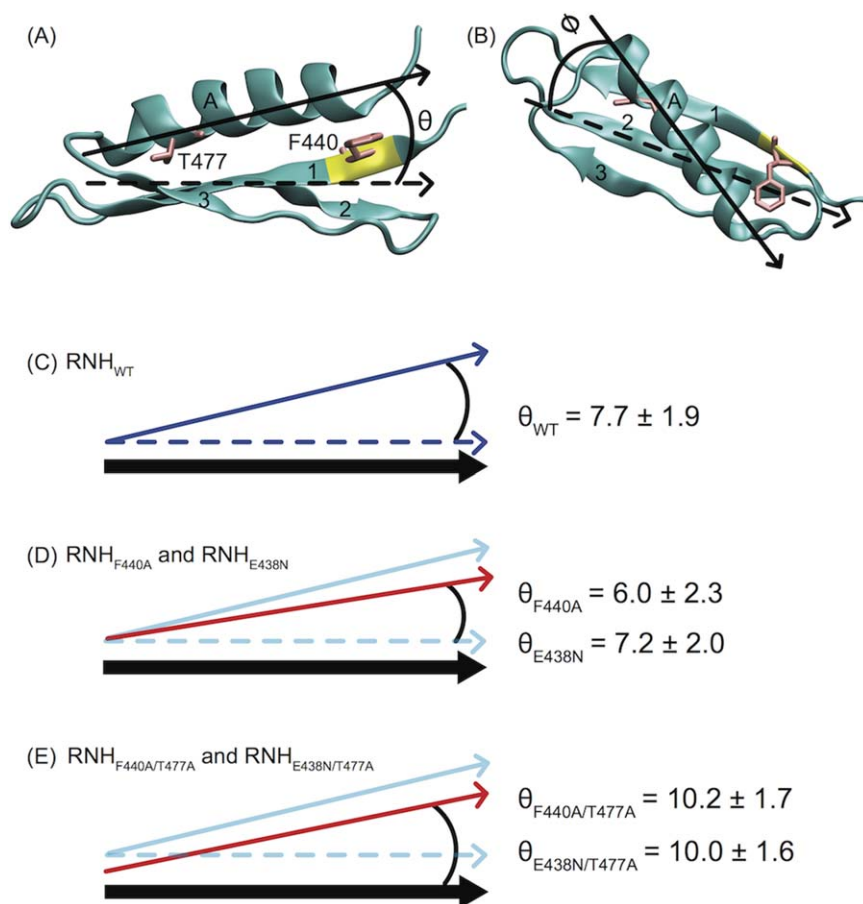 (A)
A
θ
T477
F440
1
3
2
(B)
Ø
A
1
2
3
(C) RNH_WT
θ_WT = 7.7 ± 1.9
(D) RNH_F440A and RNH_E438N
θ_F440A = 6.0 ± 2.3
θ_E438N = 7.2 ± 2.0
(E) RNH_F440A/T477A and RNH_E438N/T477A
θ_F440A/T477A = 10.2 ± 1.7
θ_E438N/T477A = 10.0 ± 1.6